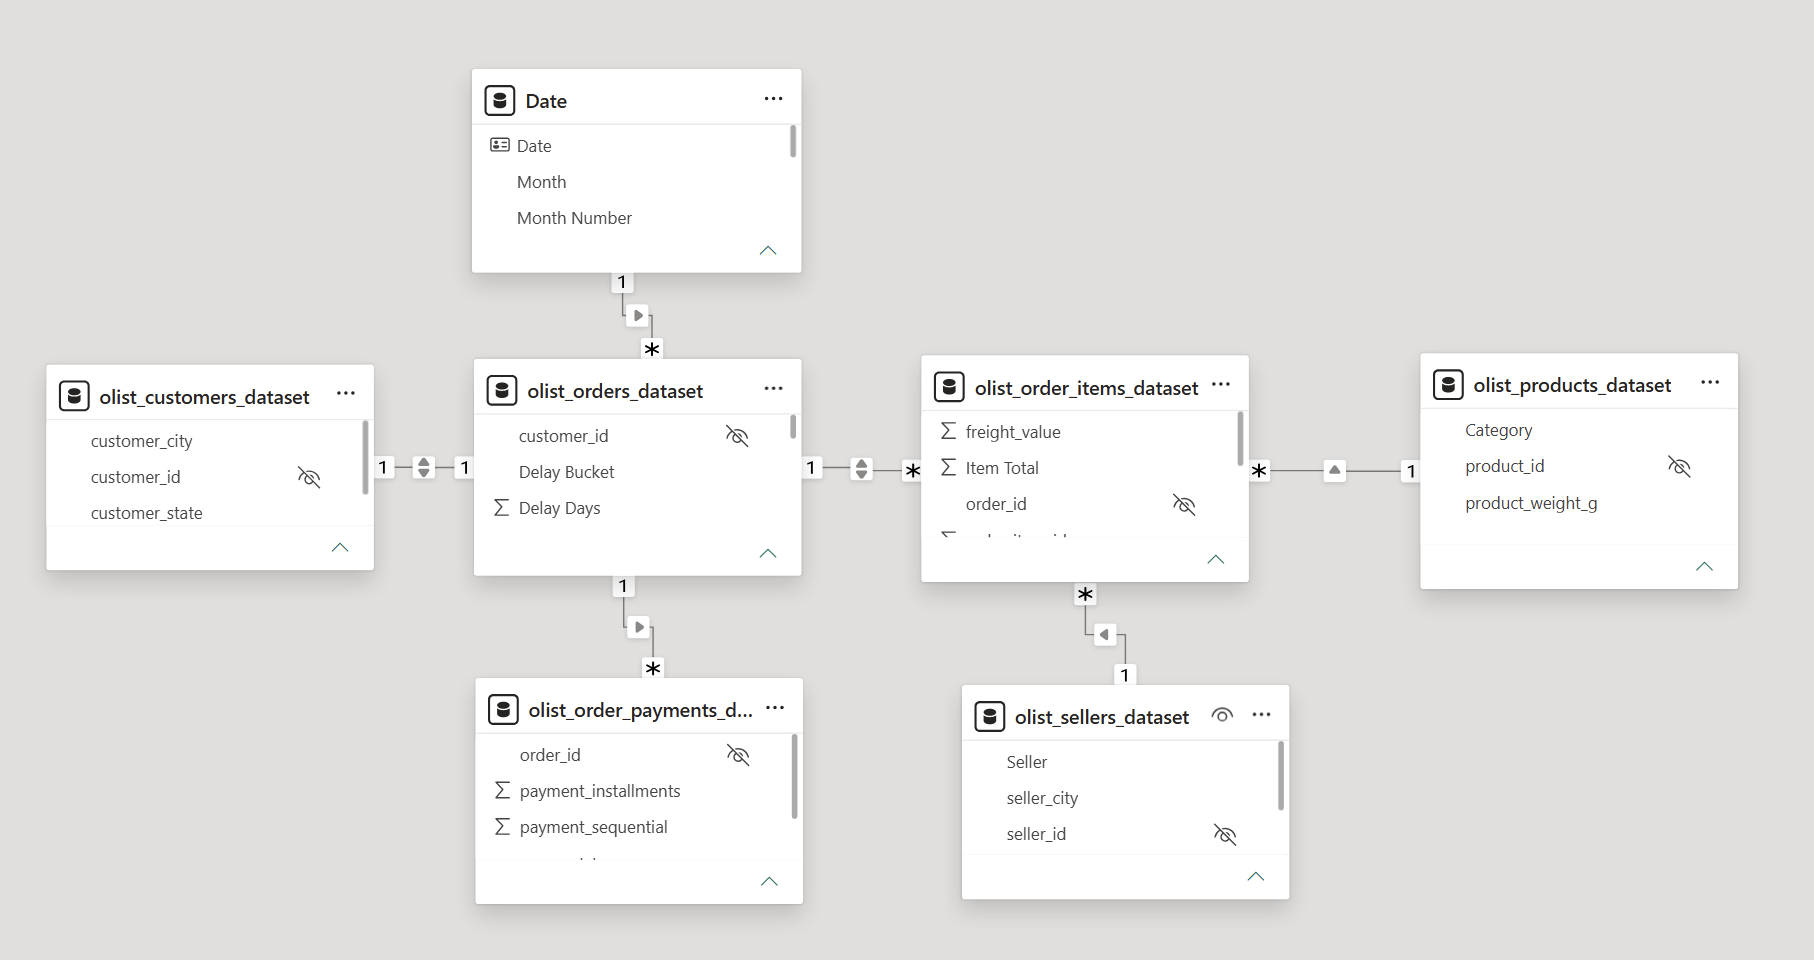 Date
Date
Month
Month Number
1
*
olist_customers_dataset
customer_city
customer_id
customer_state
1
1
olist_orders_dataset
customer_id
Delay Bucket
Delay Days
1
*
olist_order_items_dataset
Σ freight_value
Σ Item Total
order_id
*
1
olist_products_dataset
Category
product_id
product_weight_g
1
*
olist_order_payments_d...
order_id
Σ payment_installments
Σ payment_sequential
*
1
olist_sellers_dataset
Seller
seller_city
seller_id